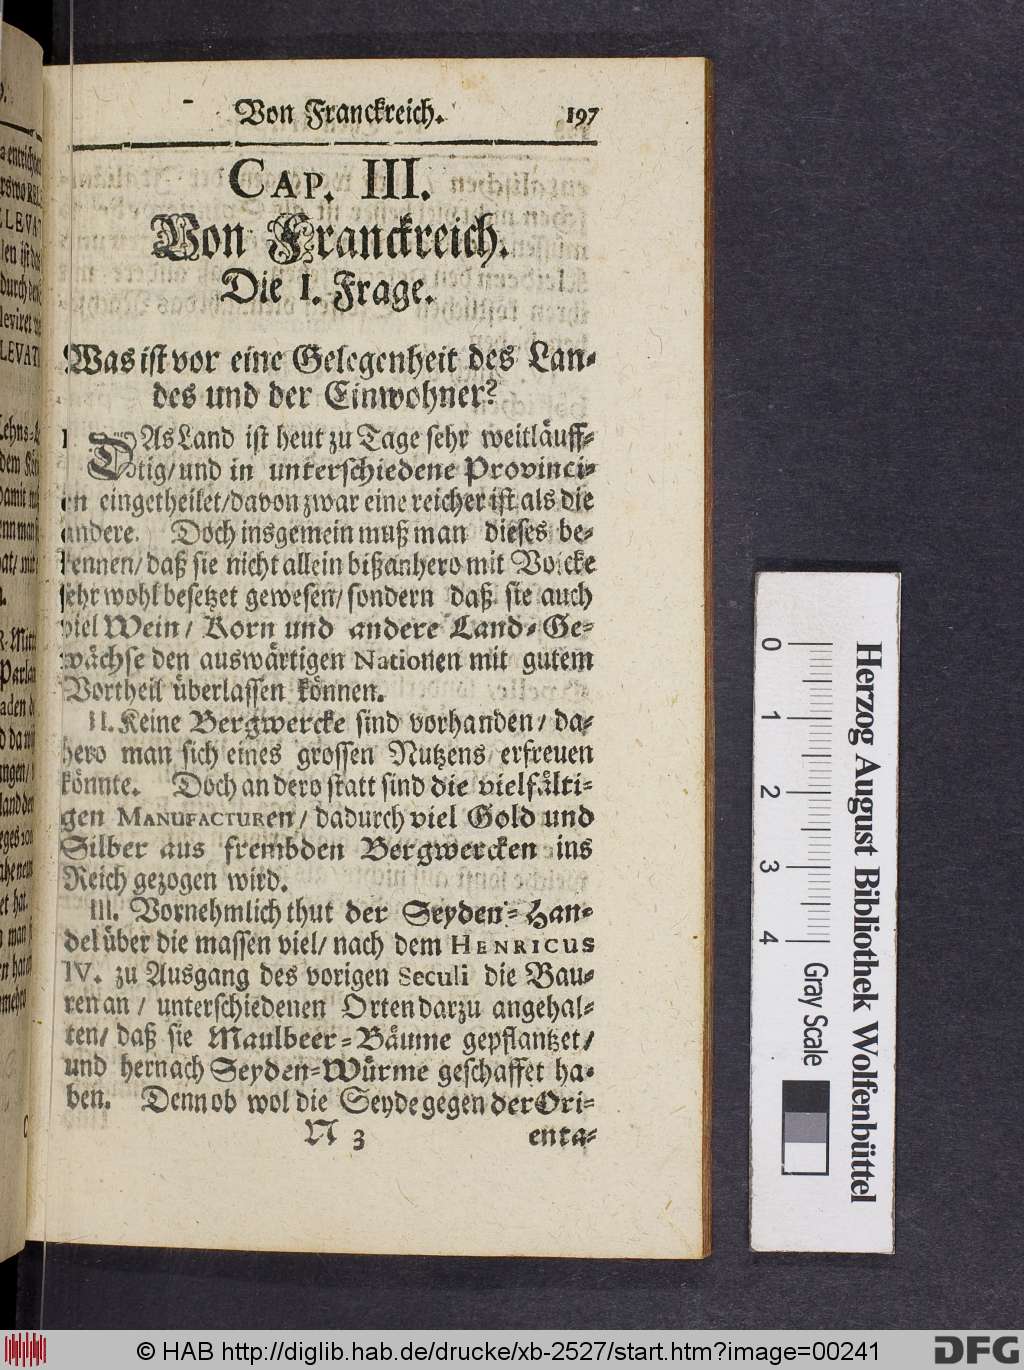 Von Franckreich. 197
CAP. III.
Von Franckreich.
Die I. Frage.
Was ist vor eine Gelegenheit des Lan-
des und der Einwohner?
I DAs Land ist heut zu Tage sehr weitläuff-
tig/ und in unterschiedene Provinci-
en eingetheilet/ davon zwar eine reicher ist als die
andere. Doch insgemein muß man dieses be-
kennen/ daß sie nicht allein bißanhero mit Volcke
sehr wohl besetzet gewesen/ sondern daß sie auch
viel Wein/ Korn und andere Land-Ge-
wächse den auswärtigen Nationen mit gutem
Vortheil überlassen können.
II. Keine Bergwercke sind vorhanden/ da-
hero man sich eines grossen Nutzens erfreuen
könnte. Doch an dero statt sind die vielfälti-
gen MANUFACTUREn/ dadurch viel Gold und
Silber aus frembden Bergwercken ins
Reich gezogen wird.
III. Vornehmlich thut der Seyden-Han-
del über die massen viel/ nach dem HENRICUS
IV. zu Ausgang des vorigen Seculi die Bau-
ren an/ unterschiedenen Orten darzu angehal-
ten/ daß sie Maulbeer-Bäume gepflantzet/
und hernach Seyden-Würme geschaffet ha-
ben. Denn ob wol die Seyde gegen der Ori-
N 3 enta-
0 1 2 3 4
Herzog August Bibliothek Wolfenbüttel
Gray Scale
© HAB http://diglib.hab.de/drucke/xb-2527/start.htm?image=00241
DFG